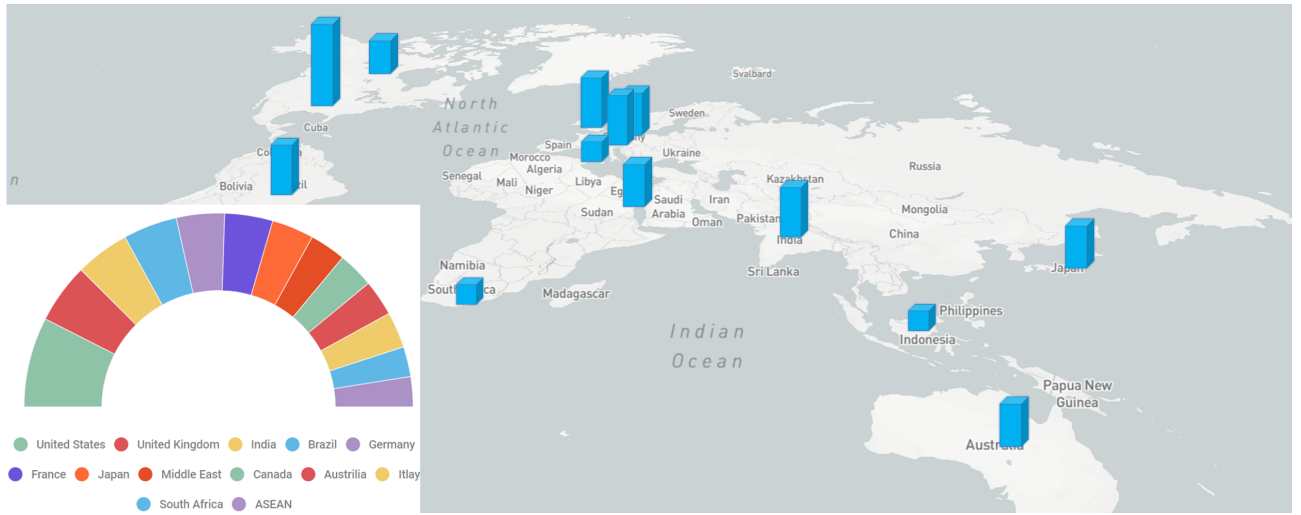 Svalbard
North
Atlantic
Ocean
Sweden
Cuba
Spain
Ukraine
Morocco
Algeria
Russia
Senegal
Mali
Niger
Libya
Saudi
Arabia
Iran
Pakistan
Kazakhstan
Mongolia
China
Bolivia
n
Sudan
Oman
India
Namibia
Sri Lanka
Japan
Madagascar
Philippines
Indonesia
Indian
Ocean
Papua New
Guinea
Australia
United States
United Kingdom
India
Brazil
Germany
France
Japan
Middle East
Canada
Austrilia
Itlay
South Africa
ASEAN